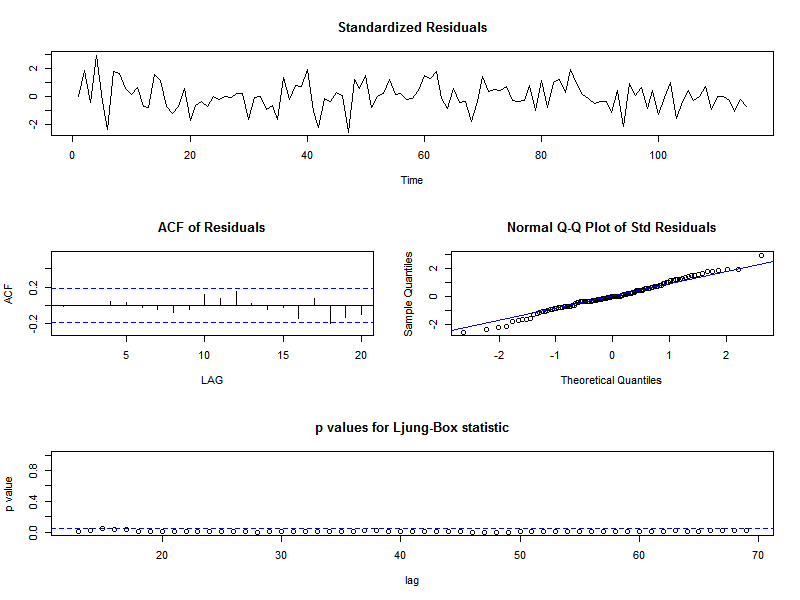 Standardized Residuals
2
0
-2
0 20 40 60 80 100
Time
ACF of Residuals
ACF
0.2
-0.2
5 10 15 20
LAG
Normal Q-Q Plot of Std Residuals
Sample Quantiles
2
0
-2
-2 -1 0 1 2
Theoretical Quantiles
p values for Ljung-Box statistic
p value
0.8
0.4
0.0
20 30 40 50 60 70
lag